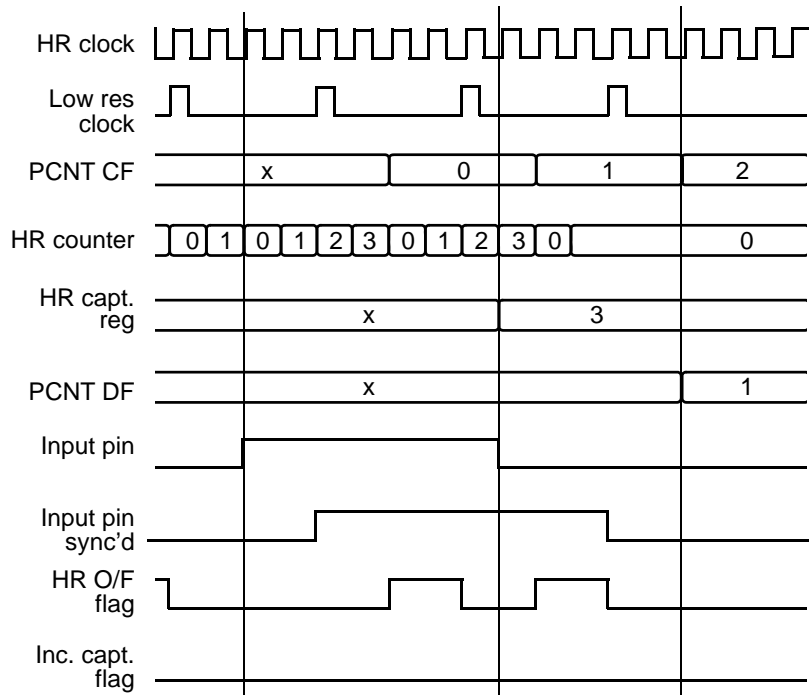 HR clock
Low res
clock
PCNT CF
x
0
1
2
HR counter
0 1 0 1 2 3 0 1 2 3 0
0
HR capt.
reg
x
3
PCNT DF
x
1
Input pin
Input pin
sync'd
HR O/F
flag
Inc. capt.
flag